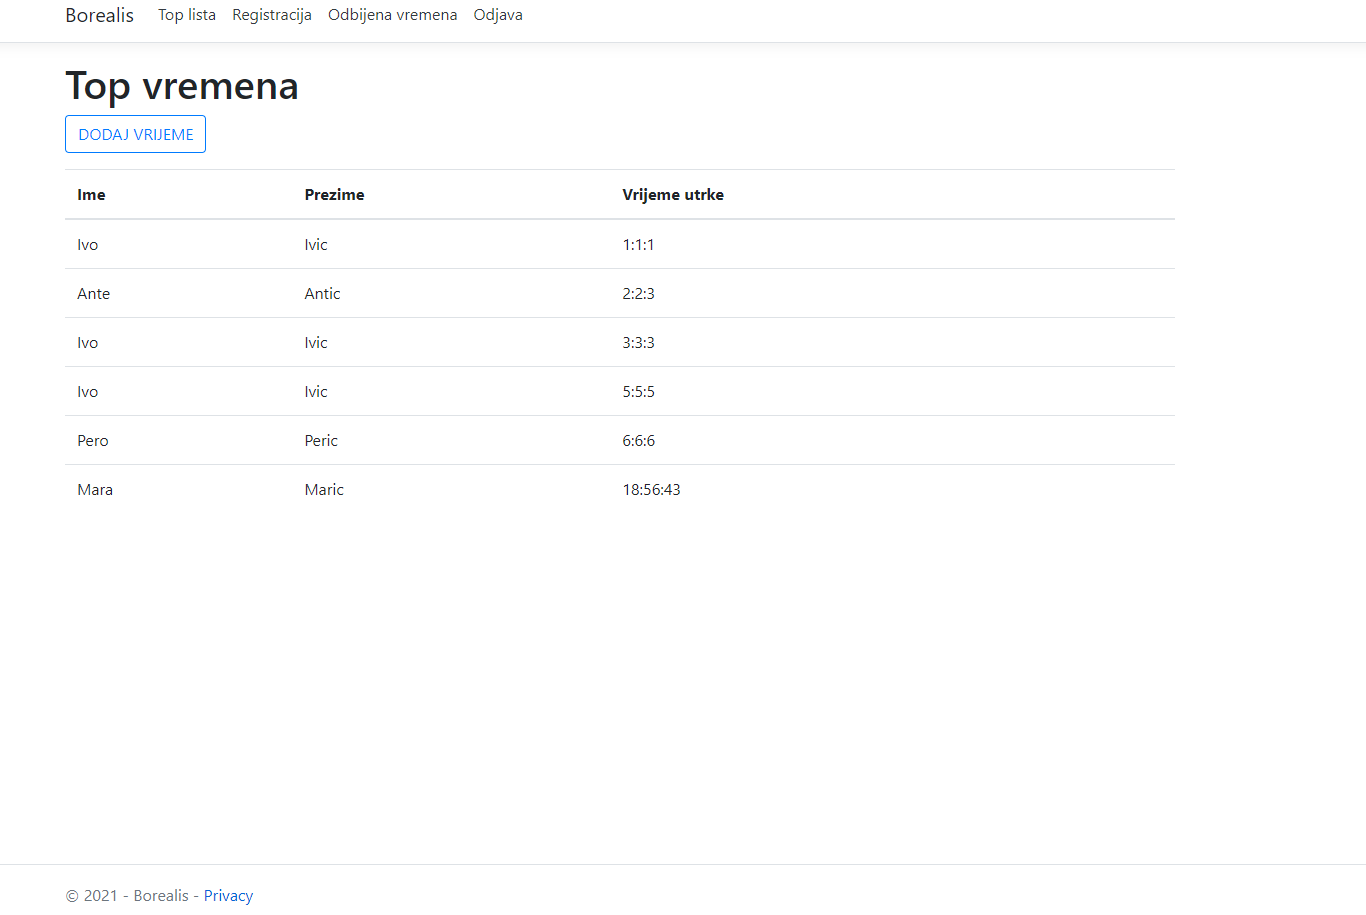 Borealis Top lista Registracija Odbijena vremena Odjava
Top vremena
DODAJ VRIJEME
Ime Prezime Vrijeme utrke
Ivo Ivic 1:1:1
Ante Antic 2:2:3
Ivo Ivic 3:3:3
Ivo Ivic 5:5:5
Pero Peric 6:6:6
Mara Maric 18:56:43
© 2021 - Borealis - Privacy